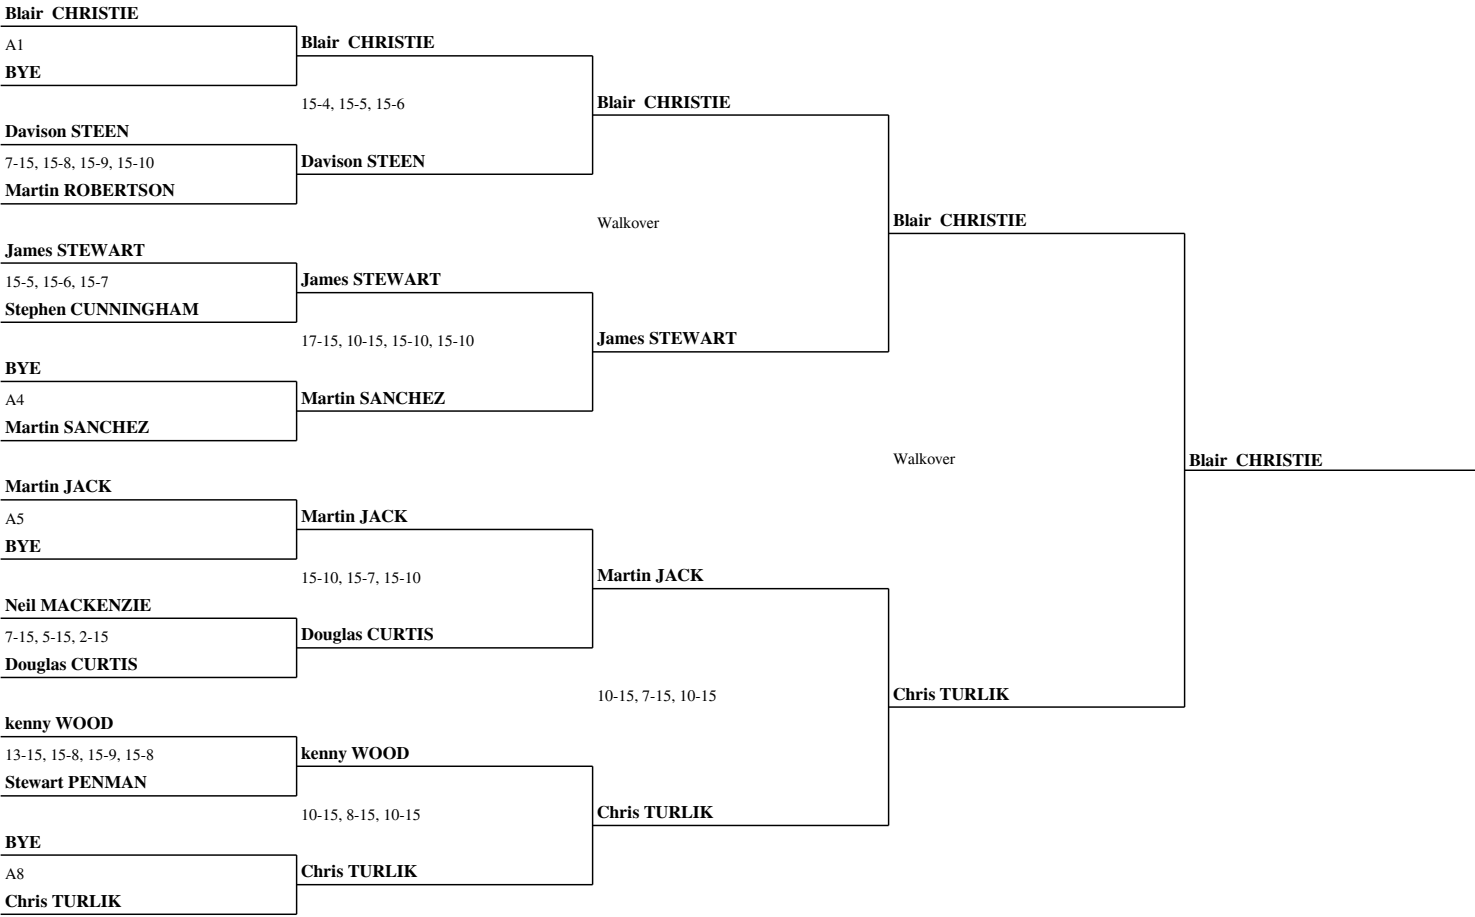 Blair  CHRISTIE
A1
BYE
Davison STEEN
7-15, 15-8, 15-9, 15-10
Martin ROBERTSON
James STEWART
15-5, 15-6, 15-7
Stephen CUNNINGHAM
BYE
A4
Martin SANCHEZ
Martin JACK
A5
BYE
Neil MACKENZIE
7-15, 5-15, 2-15
Douglas CURTIS
kenny WOOD
13-15, 15-8, 15-9, 15-8
Stewart PENMAN
BYE
A8
Chris TURLIK
Blair  CHRISTIE
15-4, 15-5, 15-6
Davison STEEN
James STEWART
17-15, 10-15, 15-10, 15-10
Martin SANCHEZ
Martin JACK
15-10, 15-7, 15-10
Douglas CURTIS
kenny WOOD
10-15, 8-15, 10-15
Chris TURLIK
Blair  CHRISTIE
Walkover
James STEWART
Martin JACK
10-15, 7-15, 10-15
Chris TURLIK
Blair  CHRISTIE
Walkover
Chris TURLIK
Blair  CHRISTIE